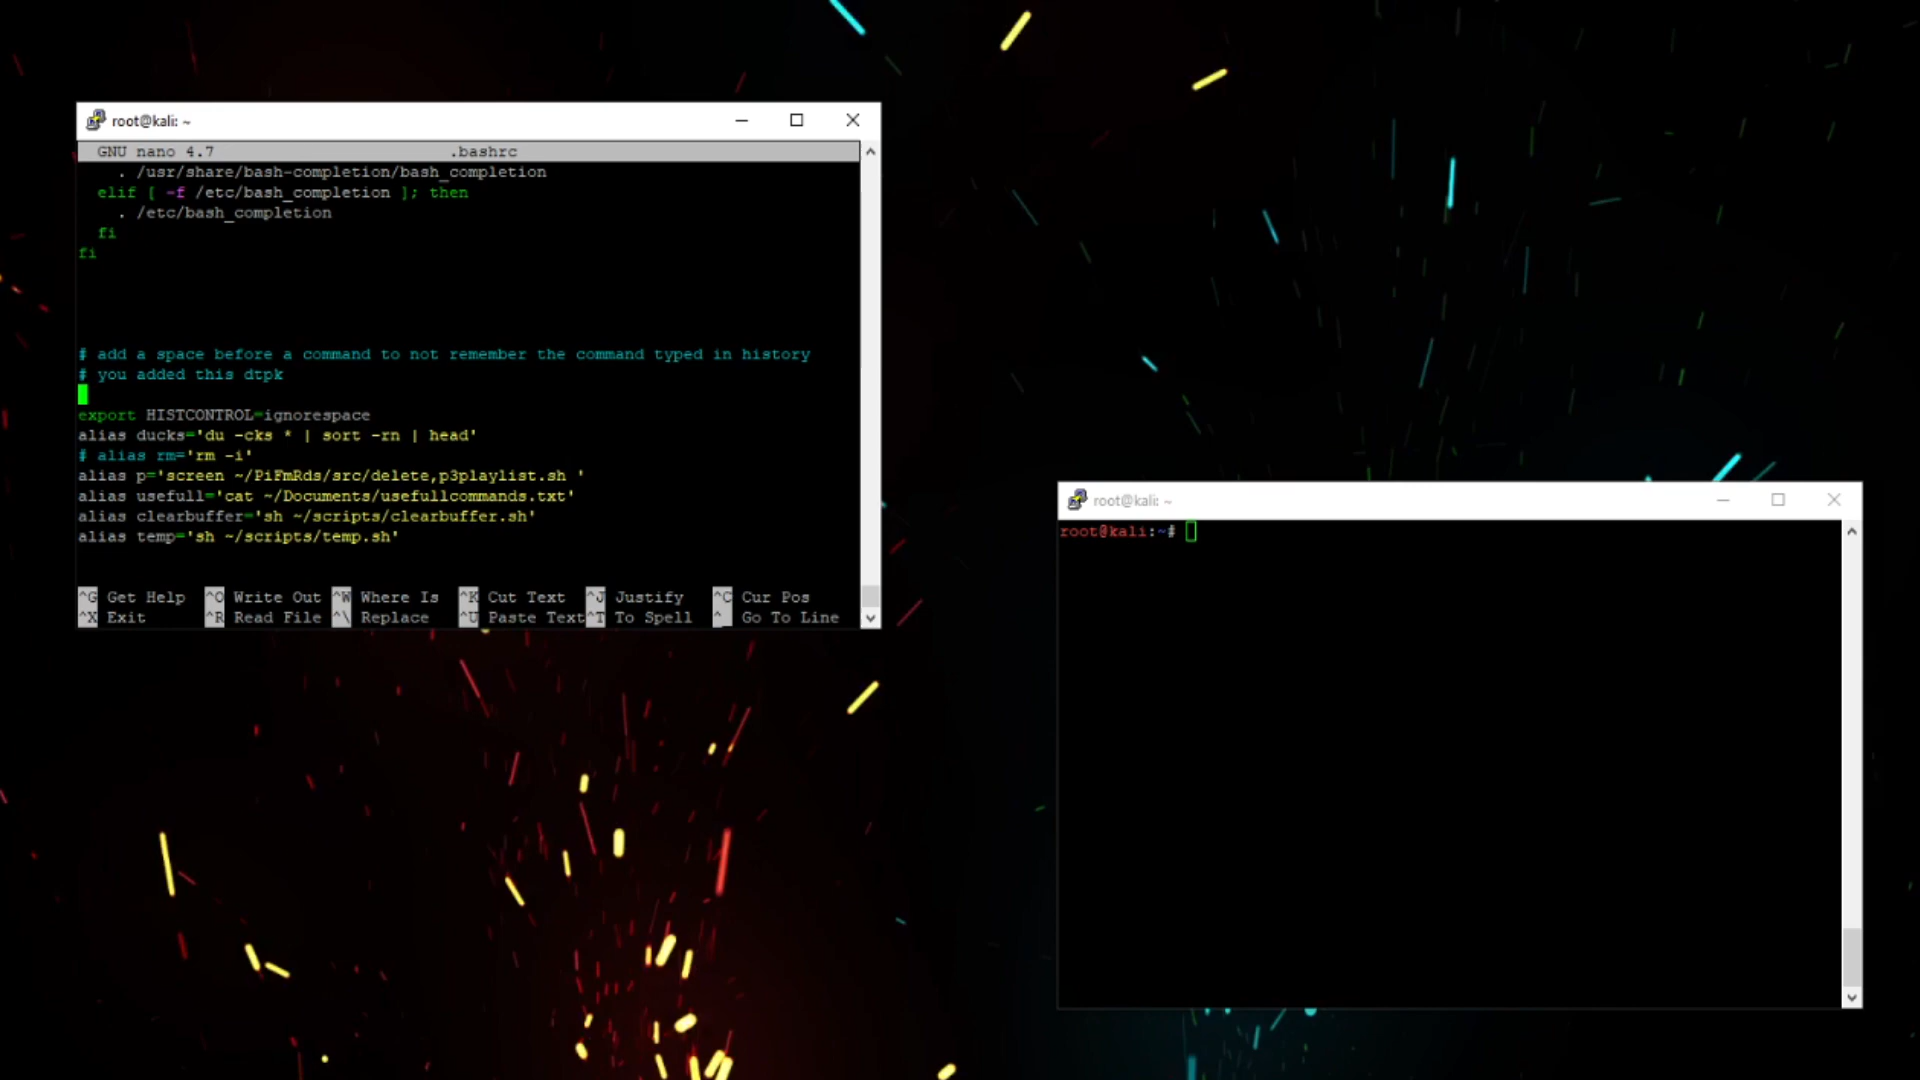 root@kali: ~
GNU nano 4.7 .bashrc
. /usr/share/bash-completion/bash_completion
elif [ -f /etc/bash_completion ]; then
. /etc/bash_completion
fi
fi
# add a space before a command to not remember the command typed in history
# you added this dtpk
export HISTCONTROL=ignorespace
alias ducks='du -cks * | sort -rn | head'
# alias rm='rm -i'
alias p='screen ~/PiFmRds/src/delete,p3playlist.sh '
alias usefull='cat ~/Documents/usefullcommands.txt'
alias clearbuffer='sh ~/scripts/clearbuffer.sh'
alias temp='sh ~/scripts/temp.sh'
^G Get Help ^O Write Out ^W Where Is ^K Cut Text ^J Justify ^C Cur Pos
^X Exit ^R Read File ^\ Replace ^U Paste Text ^T To Spell ^_ Go To Line
root@kali: ~
root@kali:~#